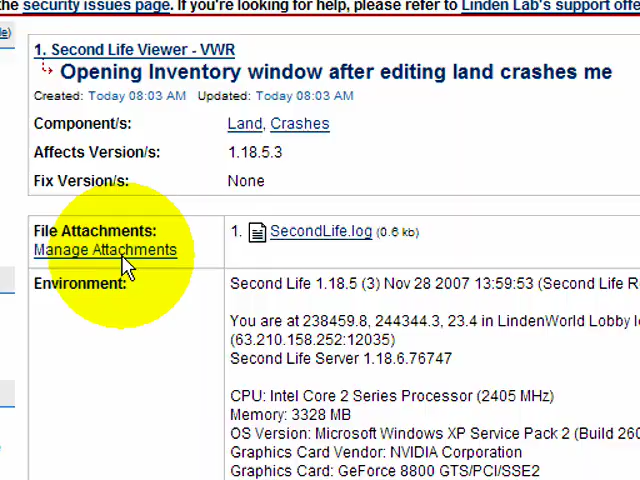 the security issues page. If you're looking for help, please refer to Linden Lab's support
1. Second Life Viewer - VWR
Opening Inventory window after editing land crashes me
Created: Today 08:03 AM Updated: Today 08:03 AM
Component/s: Land, Crashes
Affects Version/s: 1.18.5.3
Fix Version/s: None
File Attachments: 1. SecondLife.log (0.6 kb)
Manage Attachments
Environment: Second Life 1.18.5 (3) Nov 28 2007 13:59:53 (Second Life
You are at 238459.8, 244344.3, 23.4 in LindenWorld Lobby
(63.210.158.252:12035)
Second Life Server 1.18.6.76747
CPU: Intel Core 2 Series Processor (2405 MHz)
Memory: 3328 MB
OS Version: Microsoft Windows XP Service Pack 2 (Build
Graphics Card Vendor: NVIDIA Corporation
Graphics Card: GeForce 8800 GTS/PCI/SSE2